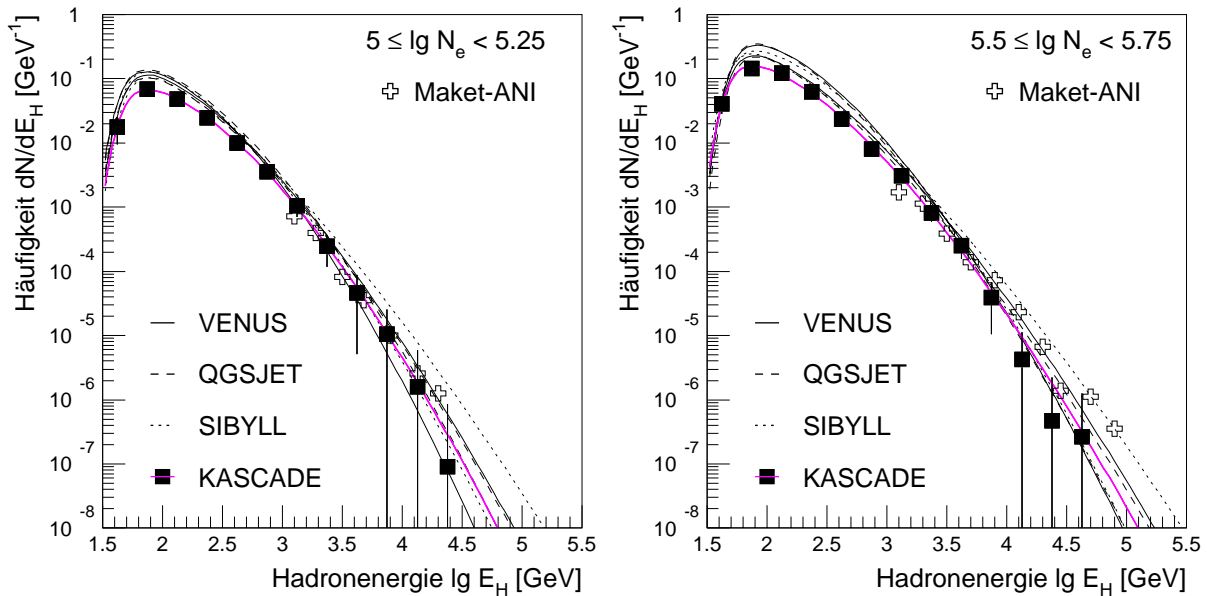 Häufigkeit dN/dE_H [GeV^-1]
1
10^-1
10^-2
10^-3
10^-4
10^-5
10^-6
10^-7
10^-8
5 ≤ lg N_e < 5.25
Maket-ANI
VENUS
QGSJET
SIBYLL
KASCADE
1.5 2 2.5 3 3.5 4 4.5 5 5.5
Hadronenergie lg E_H [GeV]
Häufigkeit dN/dE_H [GeV^-1]
1
10^-1
10^-2
10^-3
10^-4
10^-5
10^-6
10^-7
10^-8
5.5 ≤ lg N_e < 5.75
Maket-ANI
VENUS
QGSJET
SIBYLL
KASCADE
1.5 2 2.5 3 3.5 4 4.5 5 5.5
Hadronenergie lg E_H [GeV]